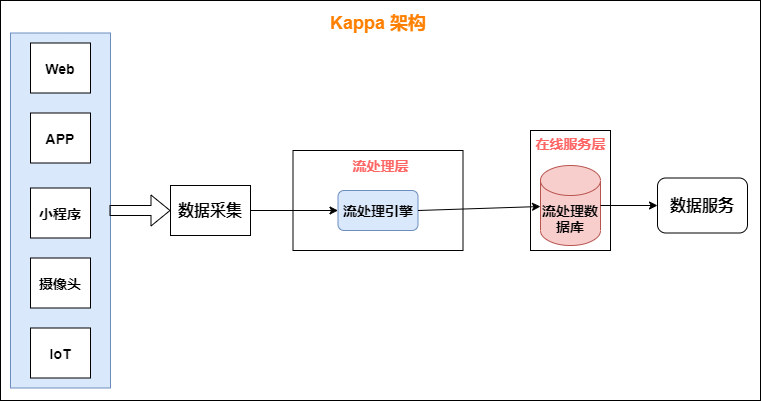 Kappa 架构
Web
APP
小程序
摄像头
IoT
数据采集
流处理层
流处理引擎
在线服务层
流处理数
据库
数据服务